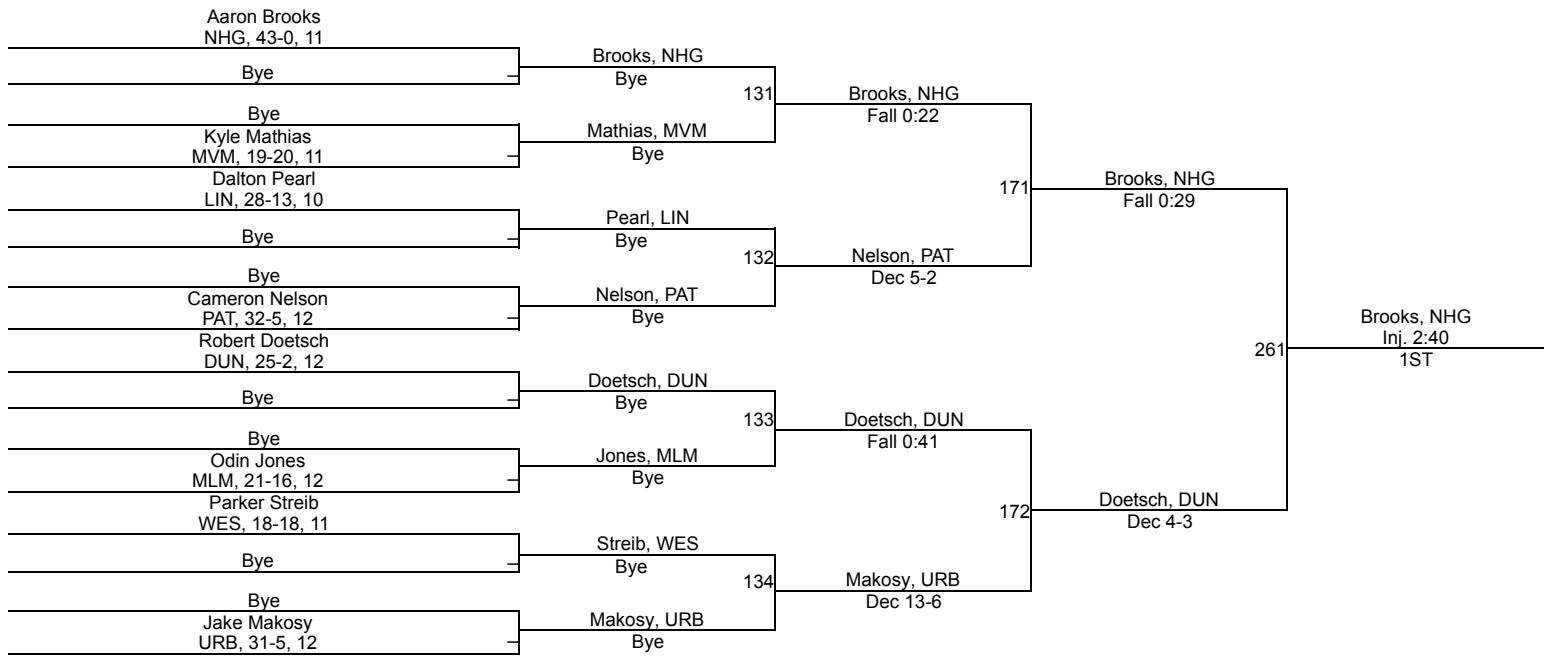 Aaron Brooks
NHG, 43-0, 11
Bye
Bye
Kyle Mathias
MVM, 19-20, 11
Dalton Pearl
LIN, 28-13, 10
Bye
Bye
Cameron Nelson
PAT, 32-5, 12
Robert Doetsch
DUN, 25-2, 12
Bye
Bye
Odin Jones
MLM, 21-16, 12
Parker Streib
WES, 18-18, 11
Bye
Bye
Jake Makosy
URB, 31-5, 12
Brooks, NHG
Bye
131
Mathias, MVM
Bye
Pearl, LIN
Bye
132
Nelson, PAT
Bye
Doetsch, DUN
Bye
133
Jones, MLM
Bye
Streib, WES
Bye
134
Makosy, URB
Bye
Brooks, NHG
Fall 0:22
171
Nelson, PAT
Dec 5-2
Doetsch, DUN
Fall 0:41
172
Makosy, URB
Dec 13-6
Brooks, NHG
Fall 0:29
261
Doetsch, DUN
Dec 4-3
Brooks, NHG
Inj. 2:40
1ST